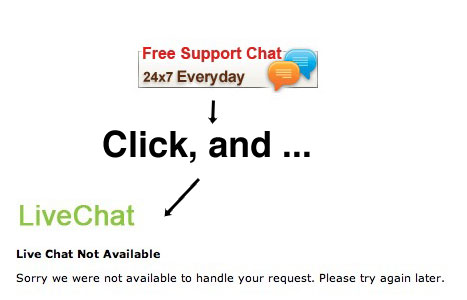 Free Support Chat
24x7 Everyday
Click, and ...
LiveChat
Live Chat Not Available
Sorry we were not available to handle your request. Please try again later.